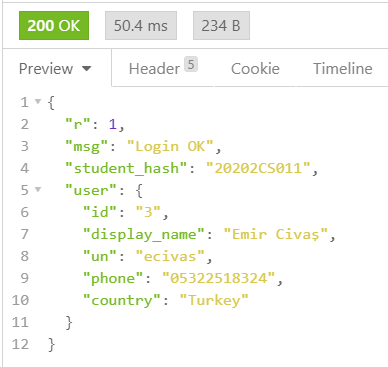 200 OK 50.4 ms 234 B
Preview Header 5 Cookie Timeline
1 {
2 "r": 1,
3 "msg": "Login OK",
4 "student_hash": "20202CS011",
5 "user": {
6 "id": "3",
7 "display_name": "Emir Civaş",
8 "un": "ecivas",
9 "phone": "05322518324",
10 "country": "Turkey"
11 }
12 }